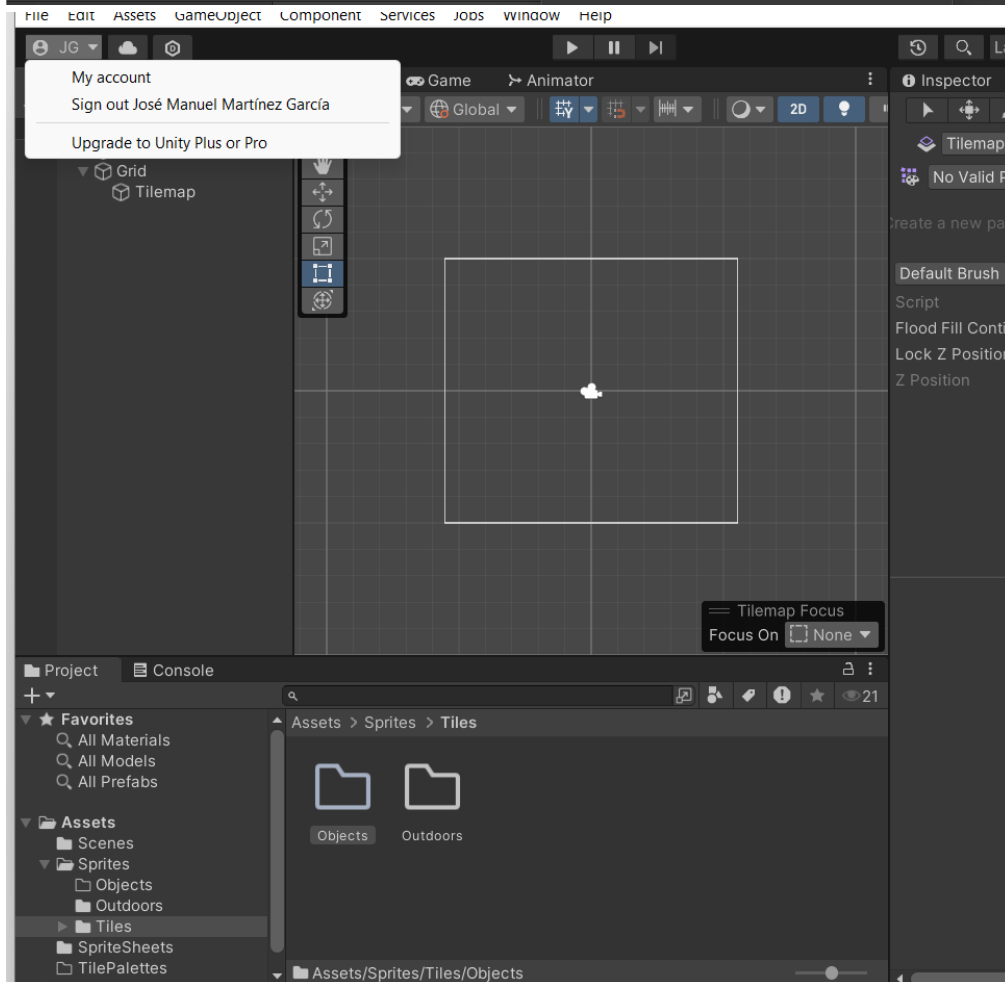 File Edit Assets GameObject Component Services Jobs Window Help
JG
My account
Sign out José Manuel Martínez García
Upgrade to Unity Plus or Pro
Game Animator
Inspector
Global 2D
Tilemap
No Valid
Grid
Tilemap
Create a new
Default Brush
Script
Flood Fill
Lock Z
Z Position
Tilemap Focus
Focus On None
Project Console
21
Favorites
All Materials
All Models
All Prefabs
Assets
Scenes
Sprites
Objects
Outdoors
Tiles
SpriteSheets
TilePalettes
Assets > Sprites > Tiles
Objects Outdoors
Assets/Sprites/Tiles/Objects